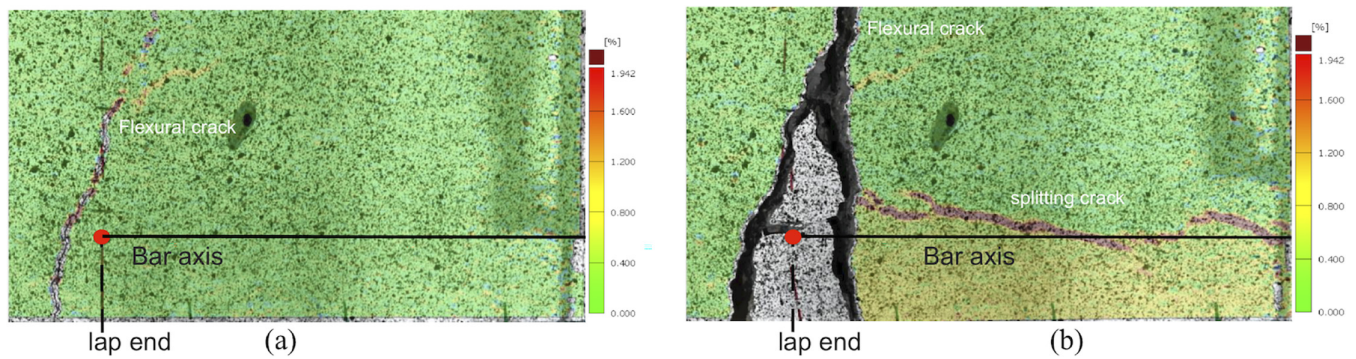 [%]
1.942
1.600
1.200
0.800
0.400
0.000
Flexural crack
Bar axis
lap end
(a)
Flexural crack
[%]
1.942
1.600
1.200
0.800
0.400
0.000
splitting crack
Bar axis
lap end
(b)